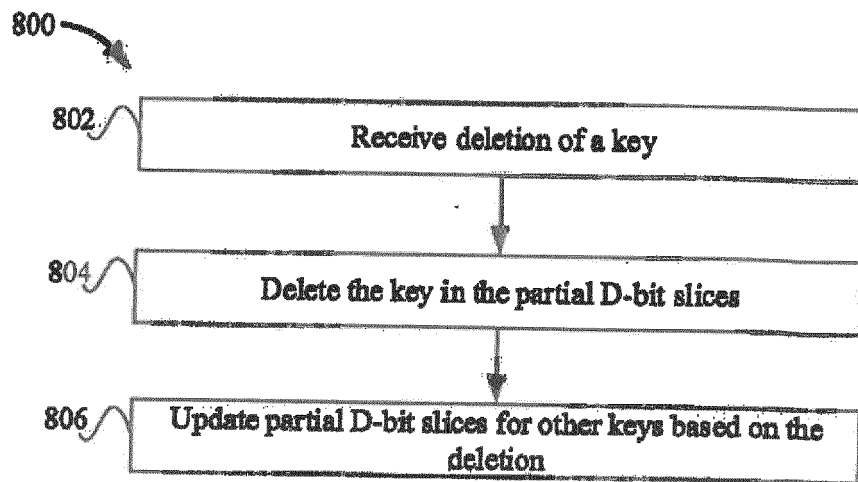 800
802
Receive deletion of a key
804
Delete the key in the partial D-bit slices
806
Update partial D-bit slices for other keys based on the
deletion